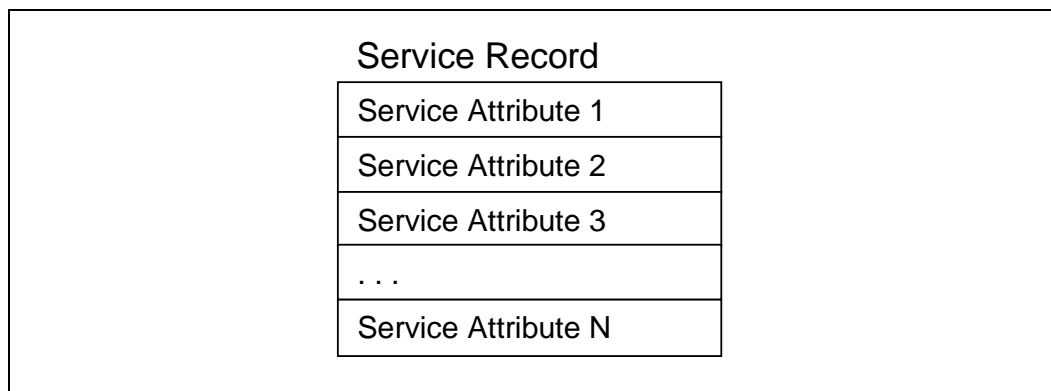 Service Record
Service Attribute 1
Service Attribute 2
Service Attribute 3
. . .
Service Attribute N